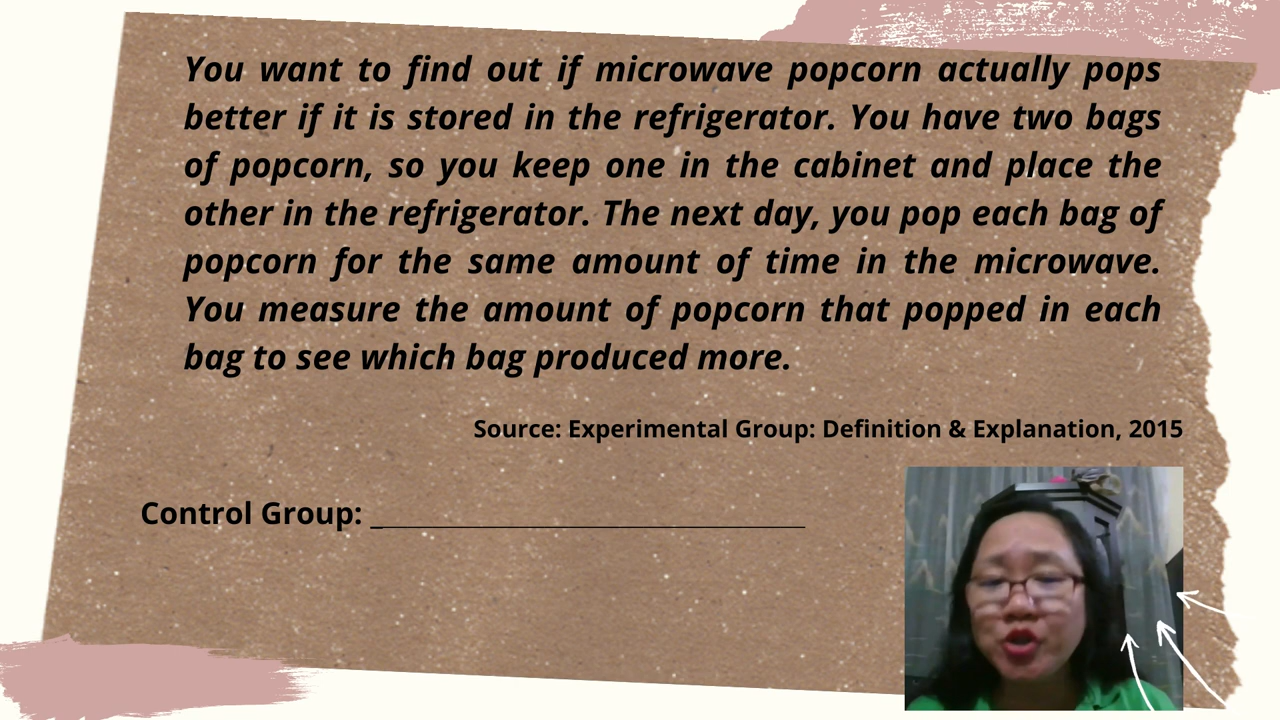 You want to find out if microwave popcorn actually pops
better if it is stored in the refrigerator. You have two bags
of popcorn, so you keep one in the cabinet and place the
other in the refrigerator. The next day, you pop each bag of
popcorn for the same amount of time in the microwave.
You measure the amount of popcorn that popped in each
bag to see which bag produced more.
Source: Experimental Group: Definition & Explanation, 2015
Control Group: ______________________________